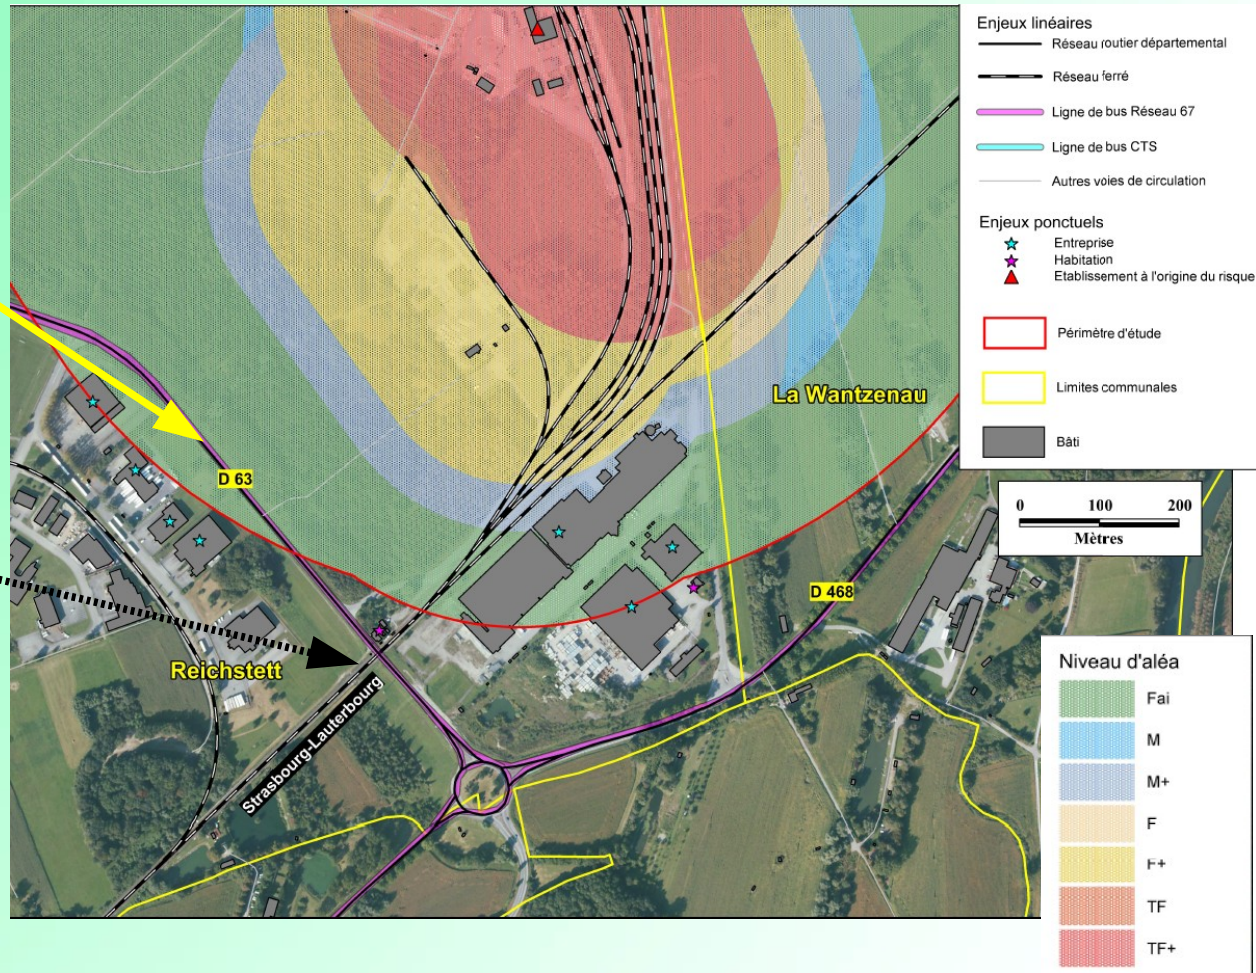 Enjeux linéaires
Réseau routier départemental
Réseau ferré
Ligne de bus Réseau 67
Ligne de bus CTS
Autres voies de circulation
Enjeux ponctuels
Entreprise
Habitation
Etablissement à l'origine du risque
Périmètre d'étude
Limites communales
Bâti
La Wantzenau
D 63
0 100 200
Mètres
D 468
Reichstett
Strasbourg-Lauterbourg
Niveau d'aléa
Fai
M
M+
F
F+
TF
TF+